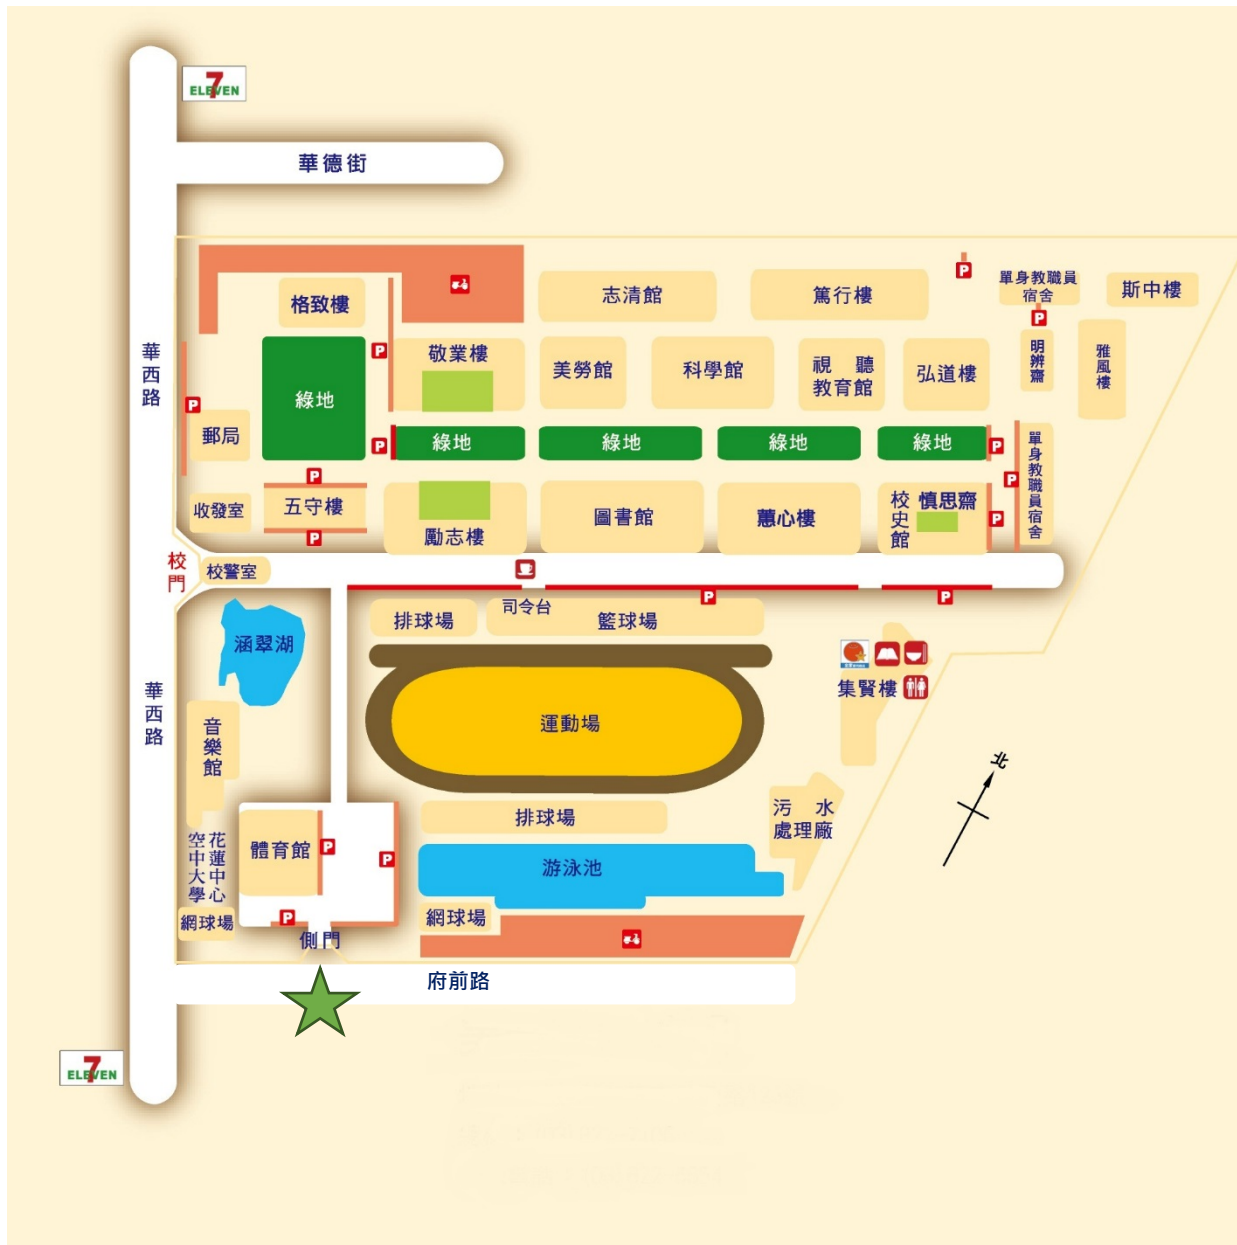 7
ELEVEN
華德街
華西路
格致樓
志清館
篤行樓
P
單身教職員
宿舍
斯中樓
P
敬業樓
美勞館
科學館
視聽
教育館
弘道樓
明辨齋
雅風樓
P
綠地
P
郵局
P
綠地
綠地
綠地
綠地
P
單身教職員宿舍
P
P
收發室
五守樓
勵志樓
圖書館
蕙心樓
校史館
慎思齋
P
P
校門
校警室
P
P
排球場
司令台
籃球場
涵翠湖
集賢樓
華西路
音樂館
運動場
北
排球場
污水
處理廠
花蓮中心
空中大學
體育館
P
P
游泳池
網球場
P
網球場
側門
府前路
7
ELEVEN